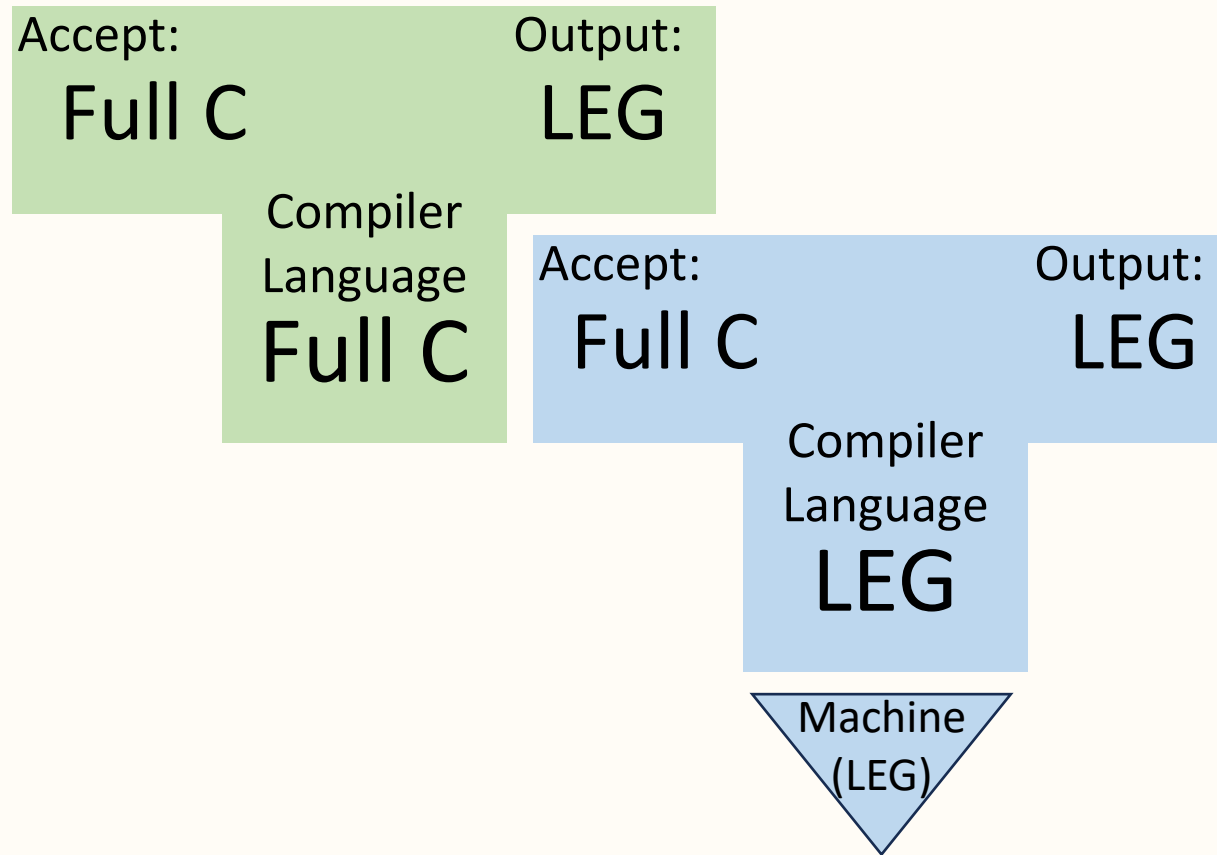 Accept: Output:
Full C LEG
Compiler
Language
Full C
Accept: Output:
Full C LEG
Compiler
Language
LEG
Machine
(LEG)